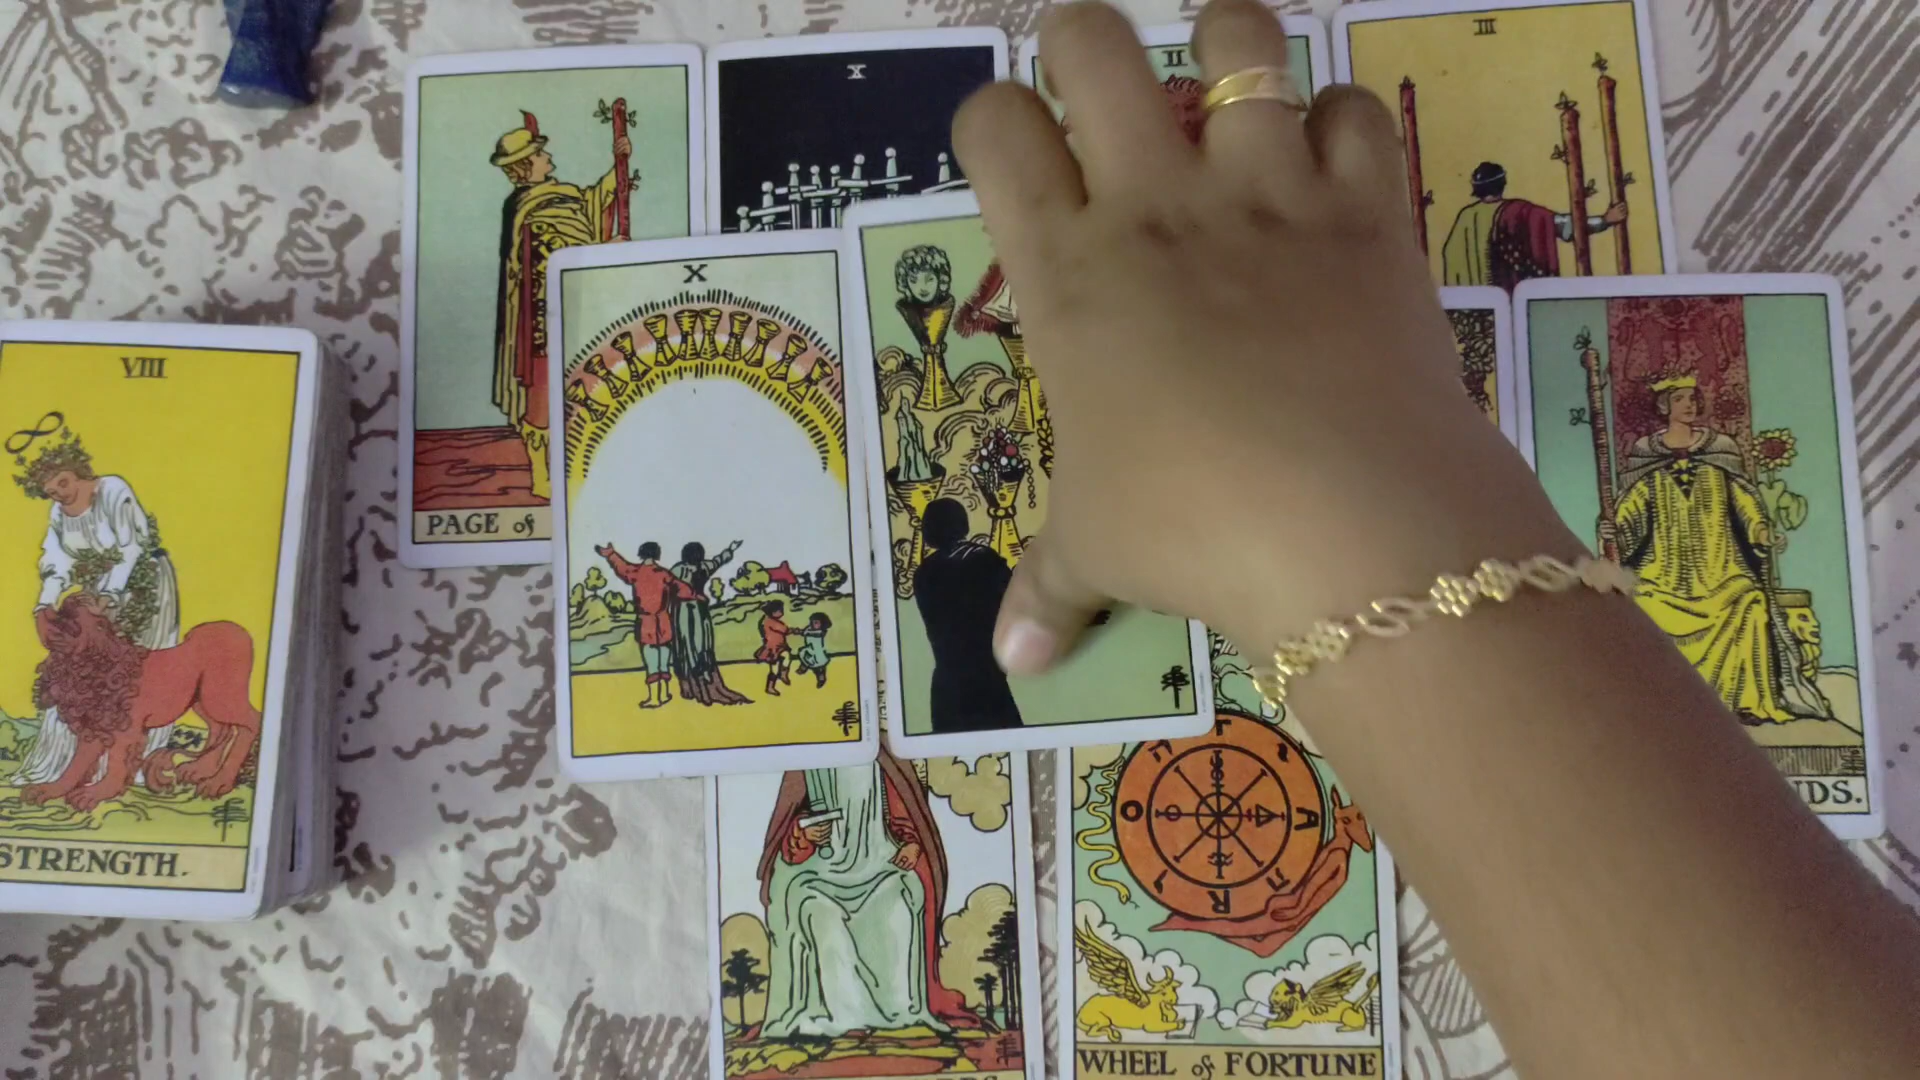 X
II
III
VIII
X
PAGE of
NDS.
STRENGTH.
WHEEL of FORTUNE